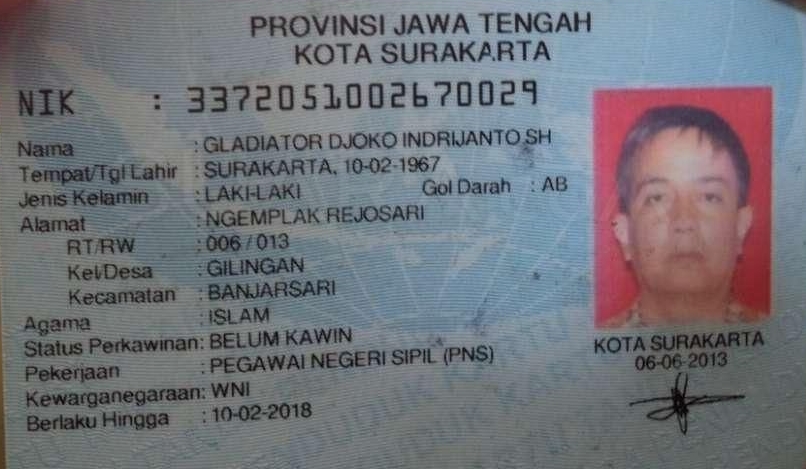 PROVINSI JAWA TENGAH
KOTA SURAKARTA
NIK : 3372051002670029
Nama : GLADIATOR DJOKO INDRIJANTO SH
Tempat/Tgl Lahir : SURAKARTA, 10-02-1967
Jenis Kelamin : LAKI-LAKI Gol Darah : AB
Alamat : NGEMPLAK REJOSARI
RT/RW : 006 / 013
Kel/Desa : GILINGAN
Kecamatan : BANJARSARI
Agama : ISLAM
Status Perkawinan: BELUM KAWIN
Pekerjaan : PEGAWAI NEGERI SIPIL (PNS)
Kewarganegaraan: WNI
Berlaku Hingga : 10-02-2018
KOTA SURAKARTA
06-06-2013